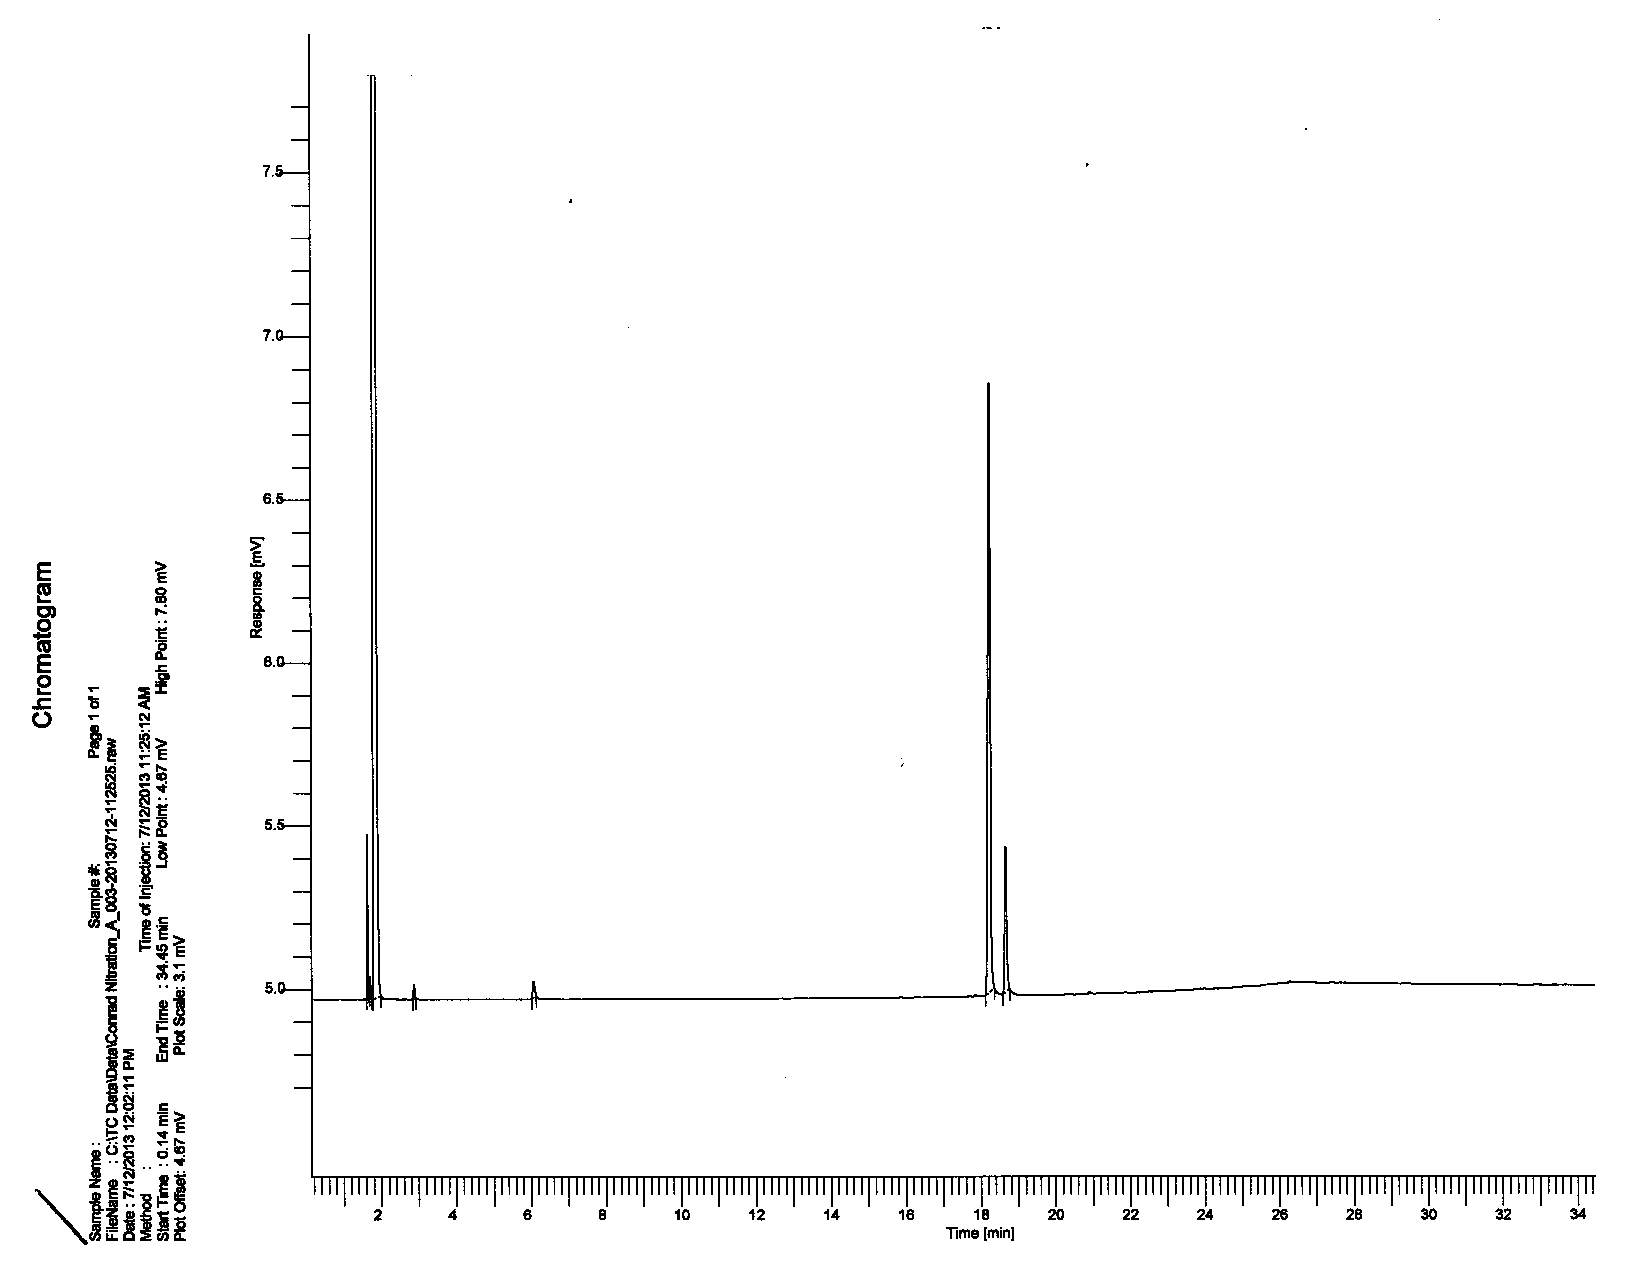 Chromatogram
Sample Name : Sample #: Page 1 of 1
FileName : C:\TC Data\Data\Conrad Nitration_A_003-20130712-112525.raw
Date : 7/12/2013 12:02:11 PM
Method : Time of Injection: 7/12/2013 11:25:12 AM
Start Time : 0.14 min End Time : 34.45 min Low Point : 4.67 mV High Point : 7.80 mV
Plot Offset: 4.67 mV Plot Scale: 3.1 mV
Response [mV]
7.5
7.0
6.5
6.0
5.5
5.0
2 4 6 8 10 12 14 16 18 20 22 24 26 28 30 32 34
Time [min]